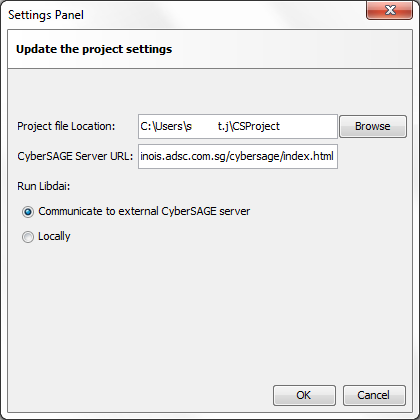 Settings Panel
Update the project settings
Project file Location: C:\Users\s t.j\CSProject Browse
CyberSAGE Server URL: inois.adsc.com.sg/cybersage/index.html
Run Libdai:
Communicate to external CyberSAGE server
Locally
OK Cancel